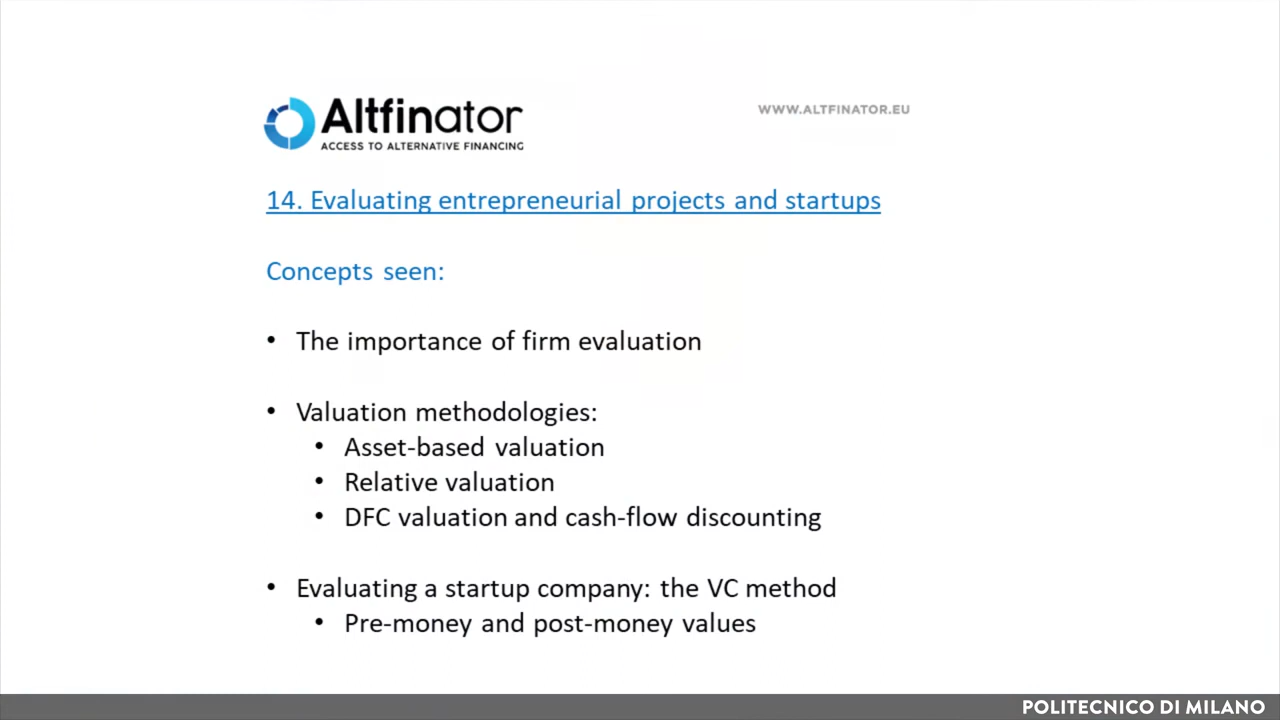 Altfinator
ACCESS TO ALTERNATIVE FINANCING
WWW.ALTFINATOR.EU
14. Evaluating entrepreneurial projects and startups
Concepts seen:
• The importance of firm evaluation
• Valuation methodologies:
• Asset-based valuation
• Relative valuation
• DFC valuation and cash-flow discounting
• Evaluating a startup company: the VC method
• Pre-money and post-money values
POLITECNICO DI MILANO